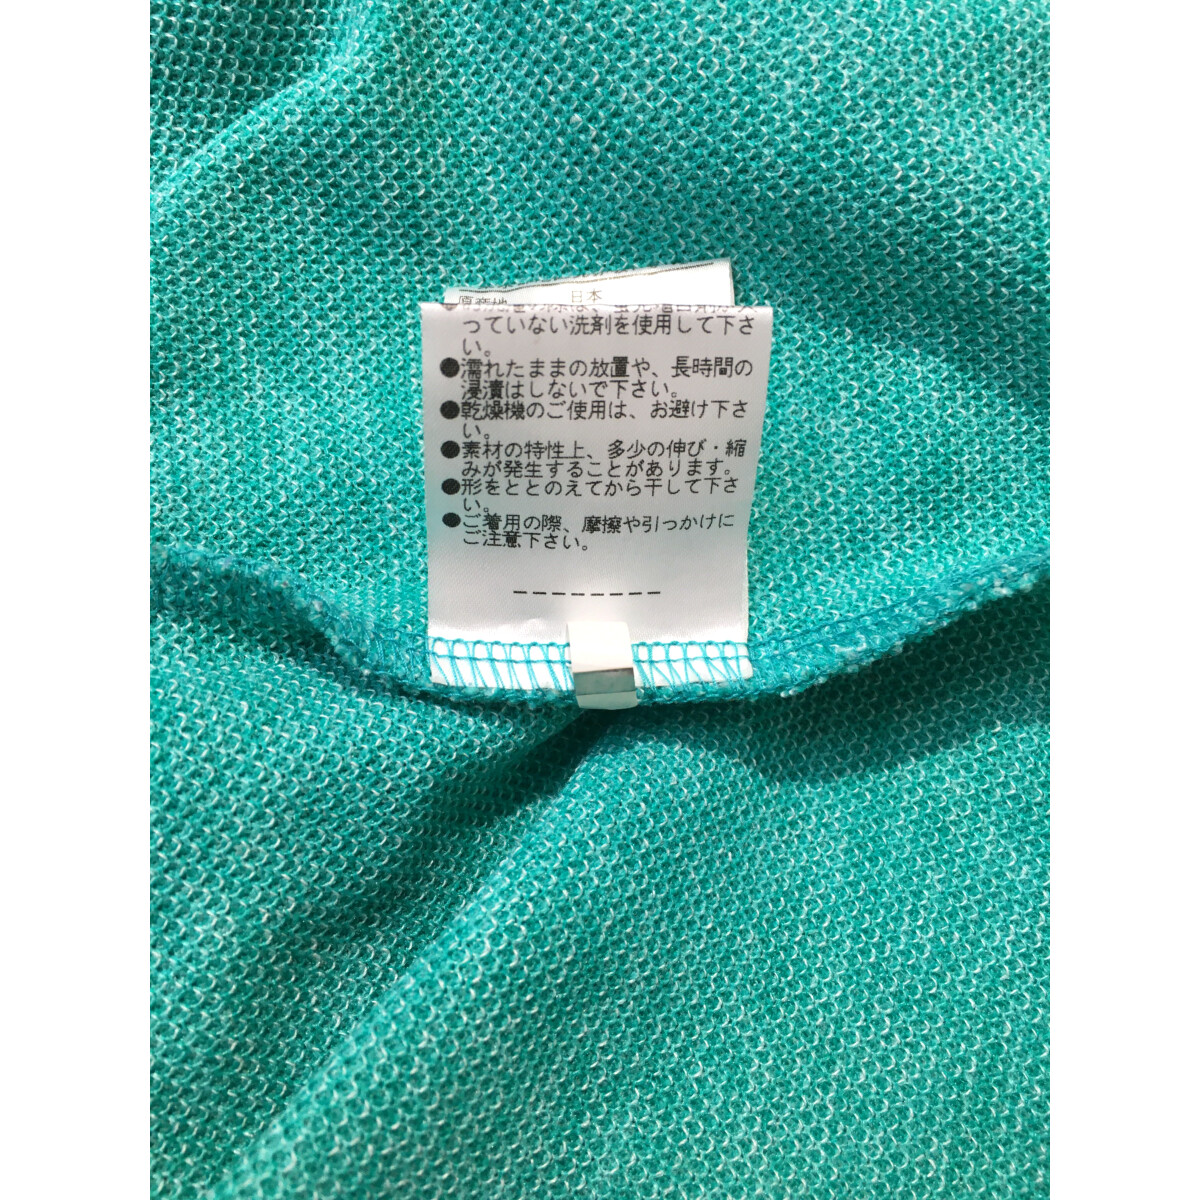 原産地 日本
っていない洗剤を使用して下さ
い。
●濡れたままの放置や、長時間の
浸漬はしないで下さい。
●乾燥機のご使用は、お避け下さ
い。
●素材の特性上、多少の伸び・縮
みが発生することがあります。
●形をととのえてから干して下さ
い。
●ご着用の際、摩擦や引っかけに
ご注意下さい。
--------